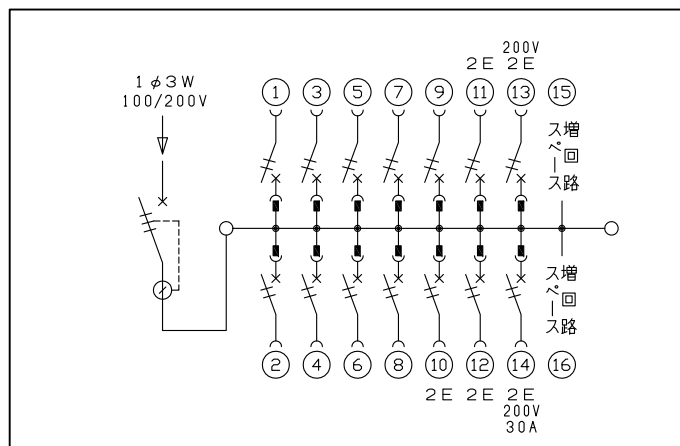 1φ3W
100/200V
200V
2E 2E
① ③ ⑤ ⑦ ⑨ ⑪ ⑬ ⑮
増回路
スペース
増回路
スペース
② ④ ⑥ ⑧ ⑩ ⑫ ⑭ ⑯
2E 2E 2E
200V
30A